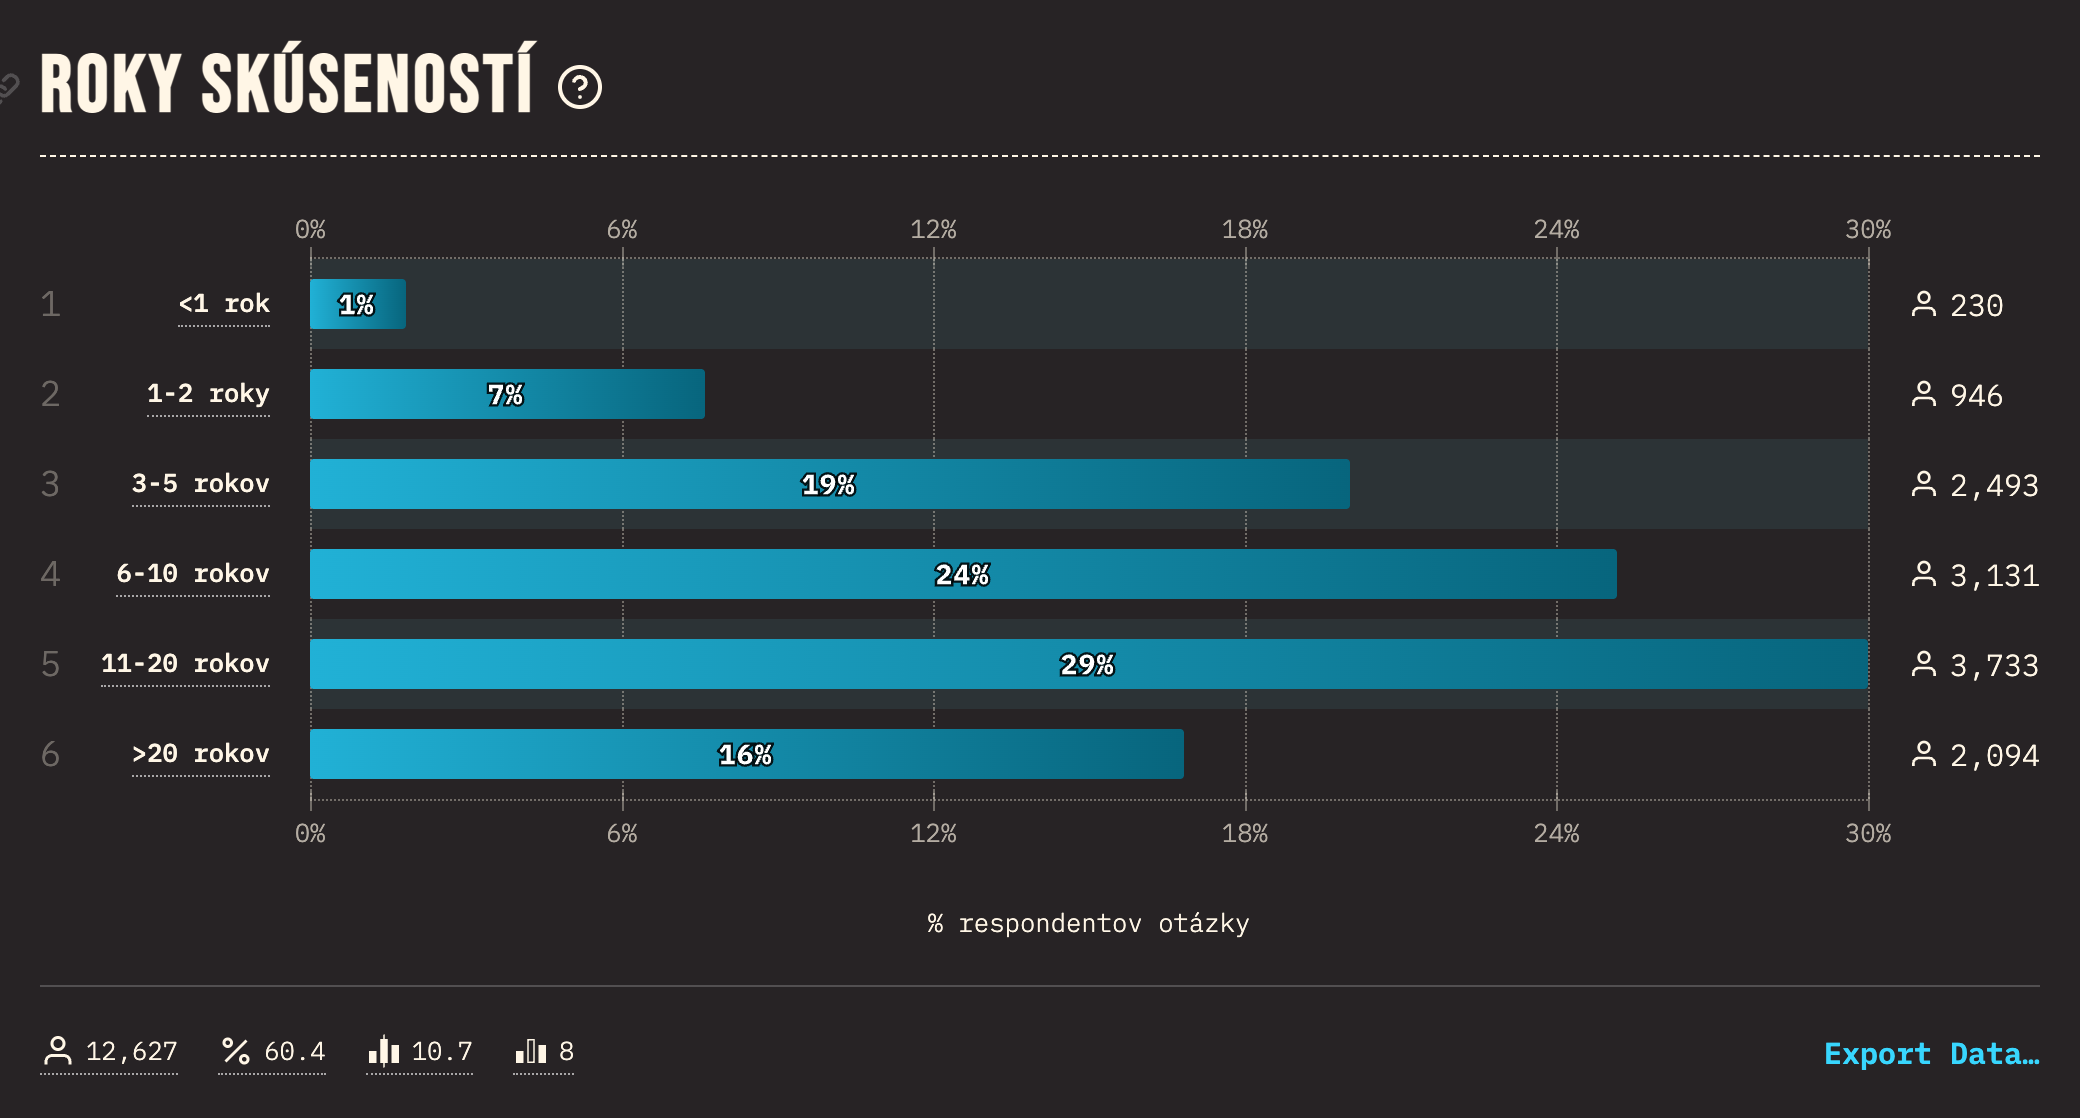 ROKY SKÚSENOSTÍ ?
0% 6% 12% 18% 24% 30%
1 <1 rok 1% 230
2 1-2 roky 7% 946
3 3-5 rokov 19% 2,493
4 6-10 rokov 24% 3,131
5 11-20 rokov 29% 3,733
6 >20 rokov 16% 2,094
0% 6% 12% 18% 24% 30%
% respondentov otázky
12,627 % 60.4 10.7 8 Export Data…